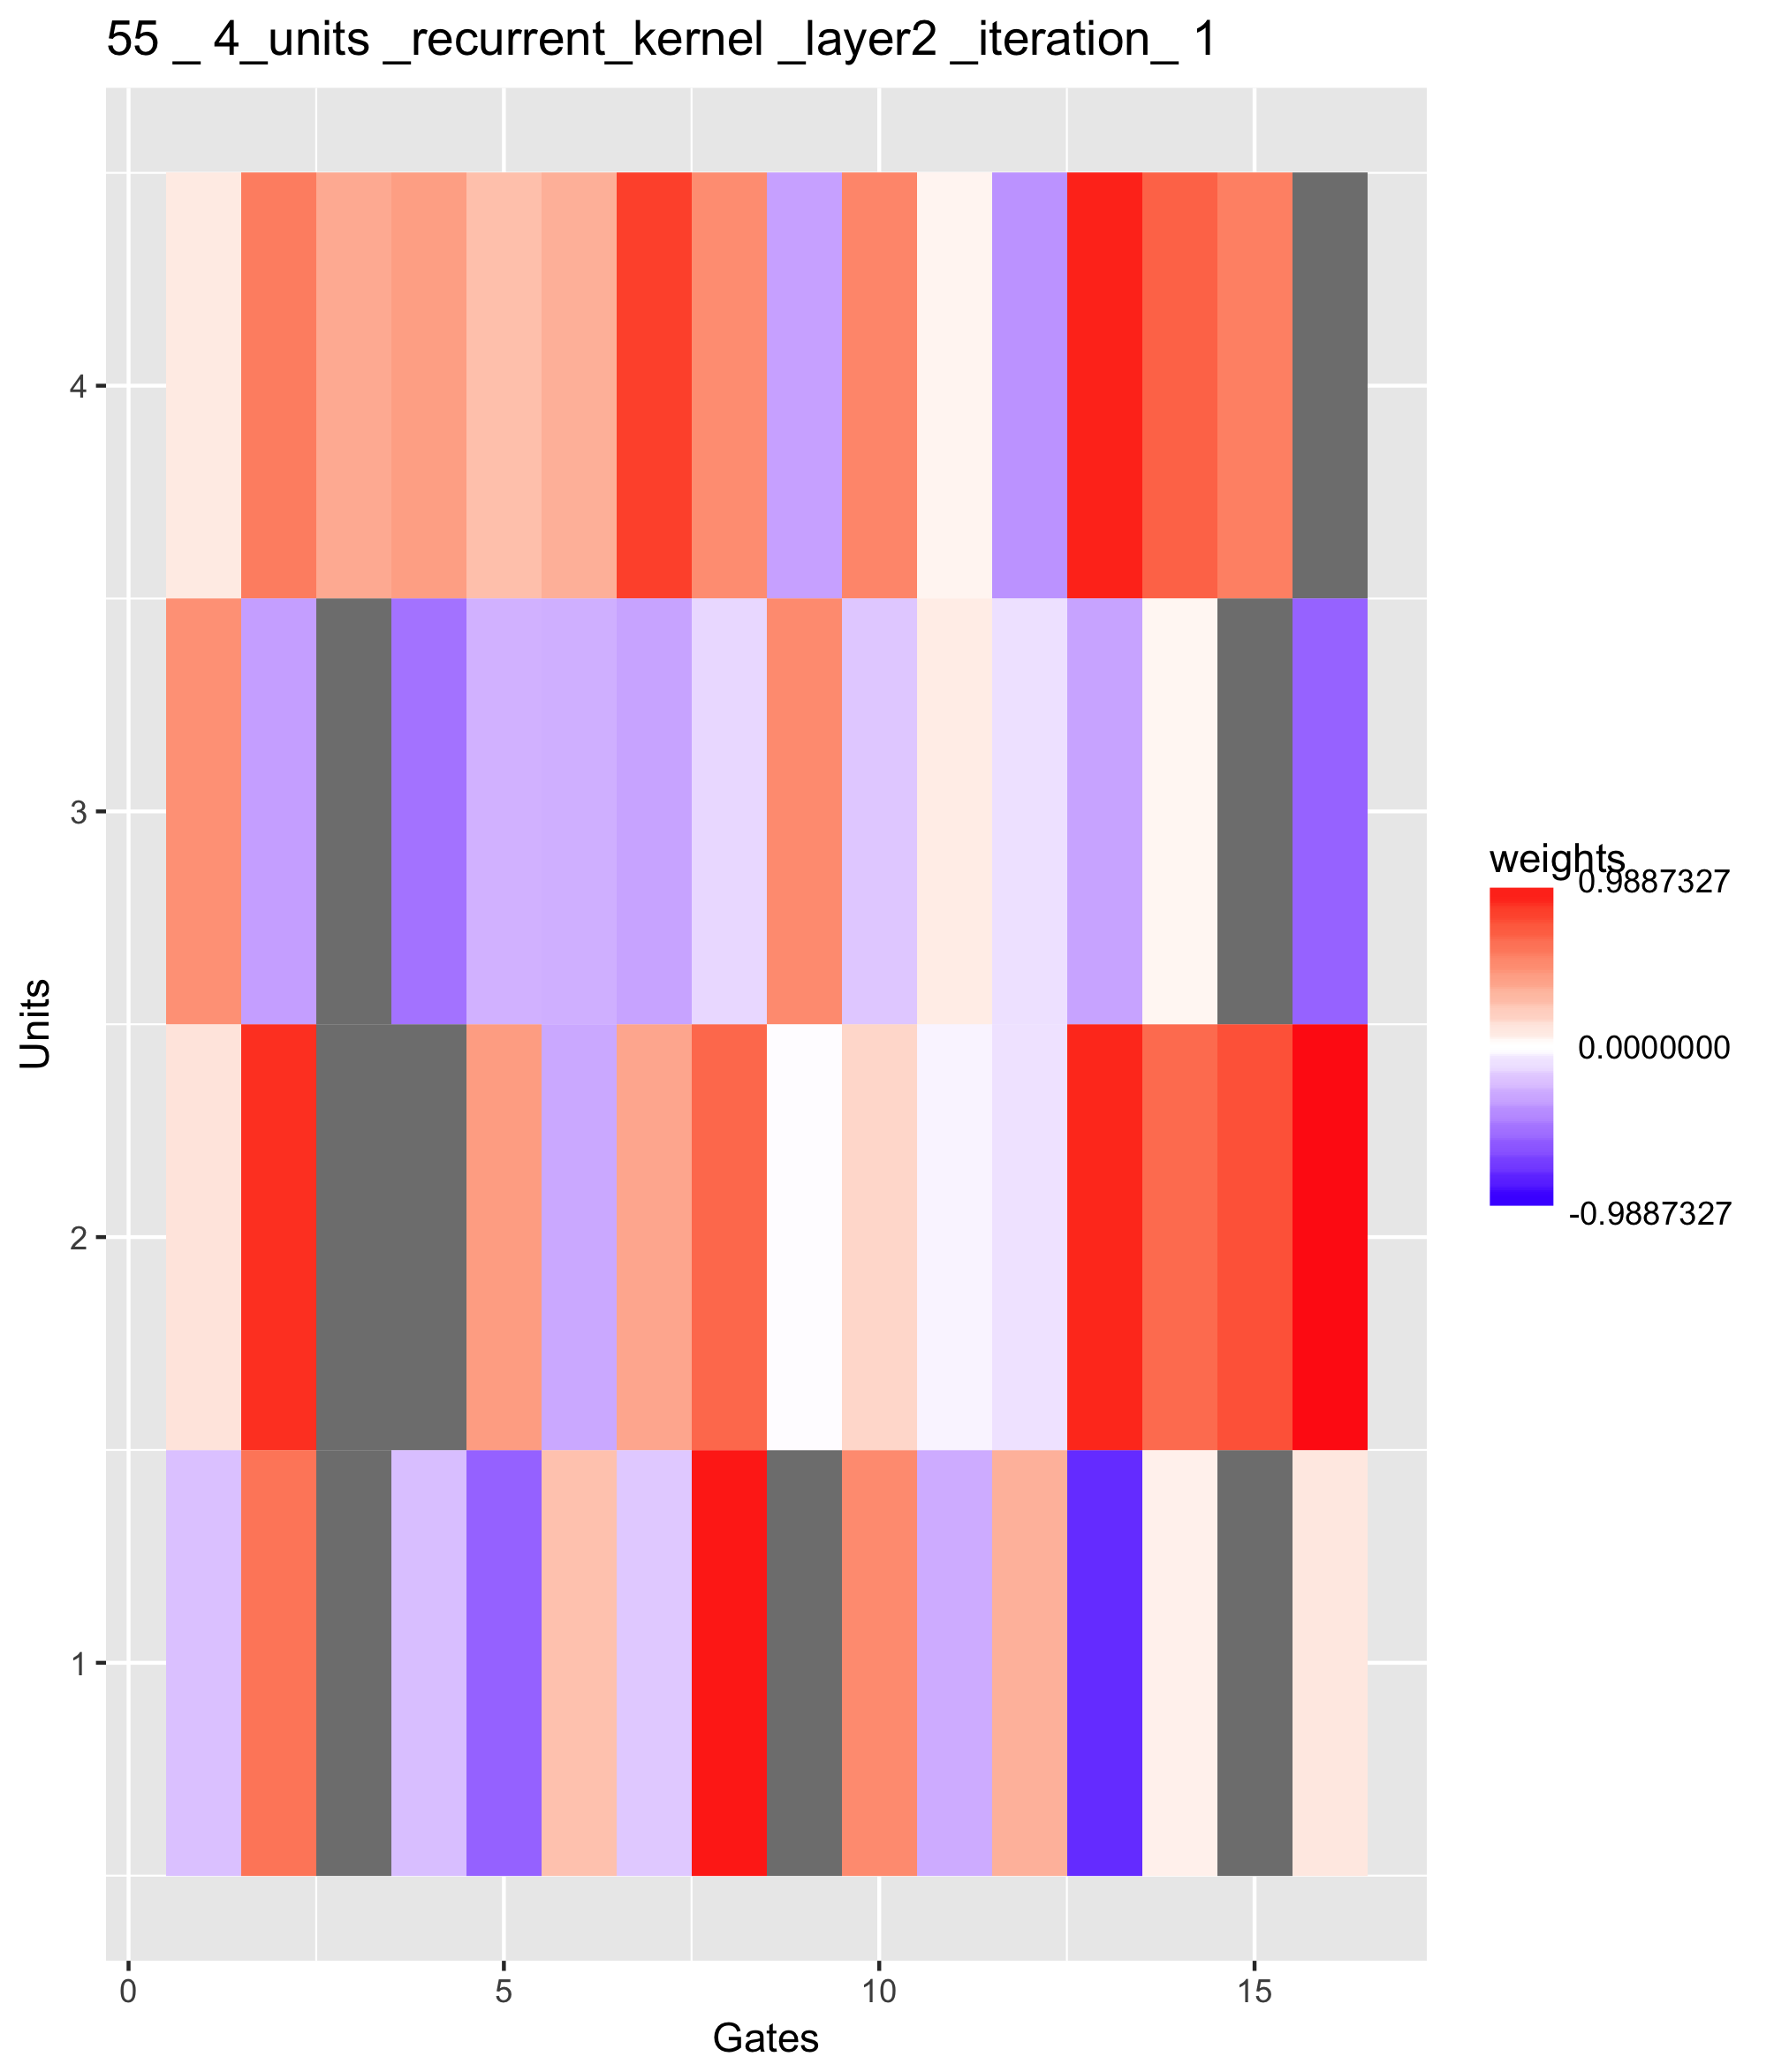 55 _ 4_units _recurrent_kernel _layer2 _iteration_ 1
4
3
2
1
Units
0 5 10 15
Gates
weights
0.9887327
0.0000000
-0.9887327